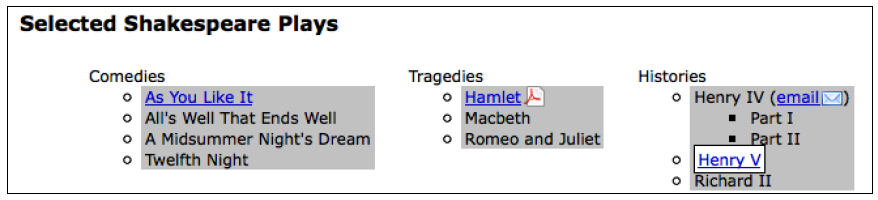 Selected Shakespeare Plays
Comedies
As You Like It
All's Well That Ends Well
A Midsummer Night's Dream
Twelfth Night
Tragedies
Hamlet
Macbeth
Romeo and Juliet
Histories
Henry IV (email)
Part I
Part II
Henry V
Richard II